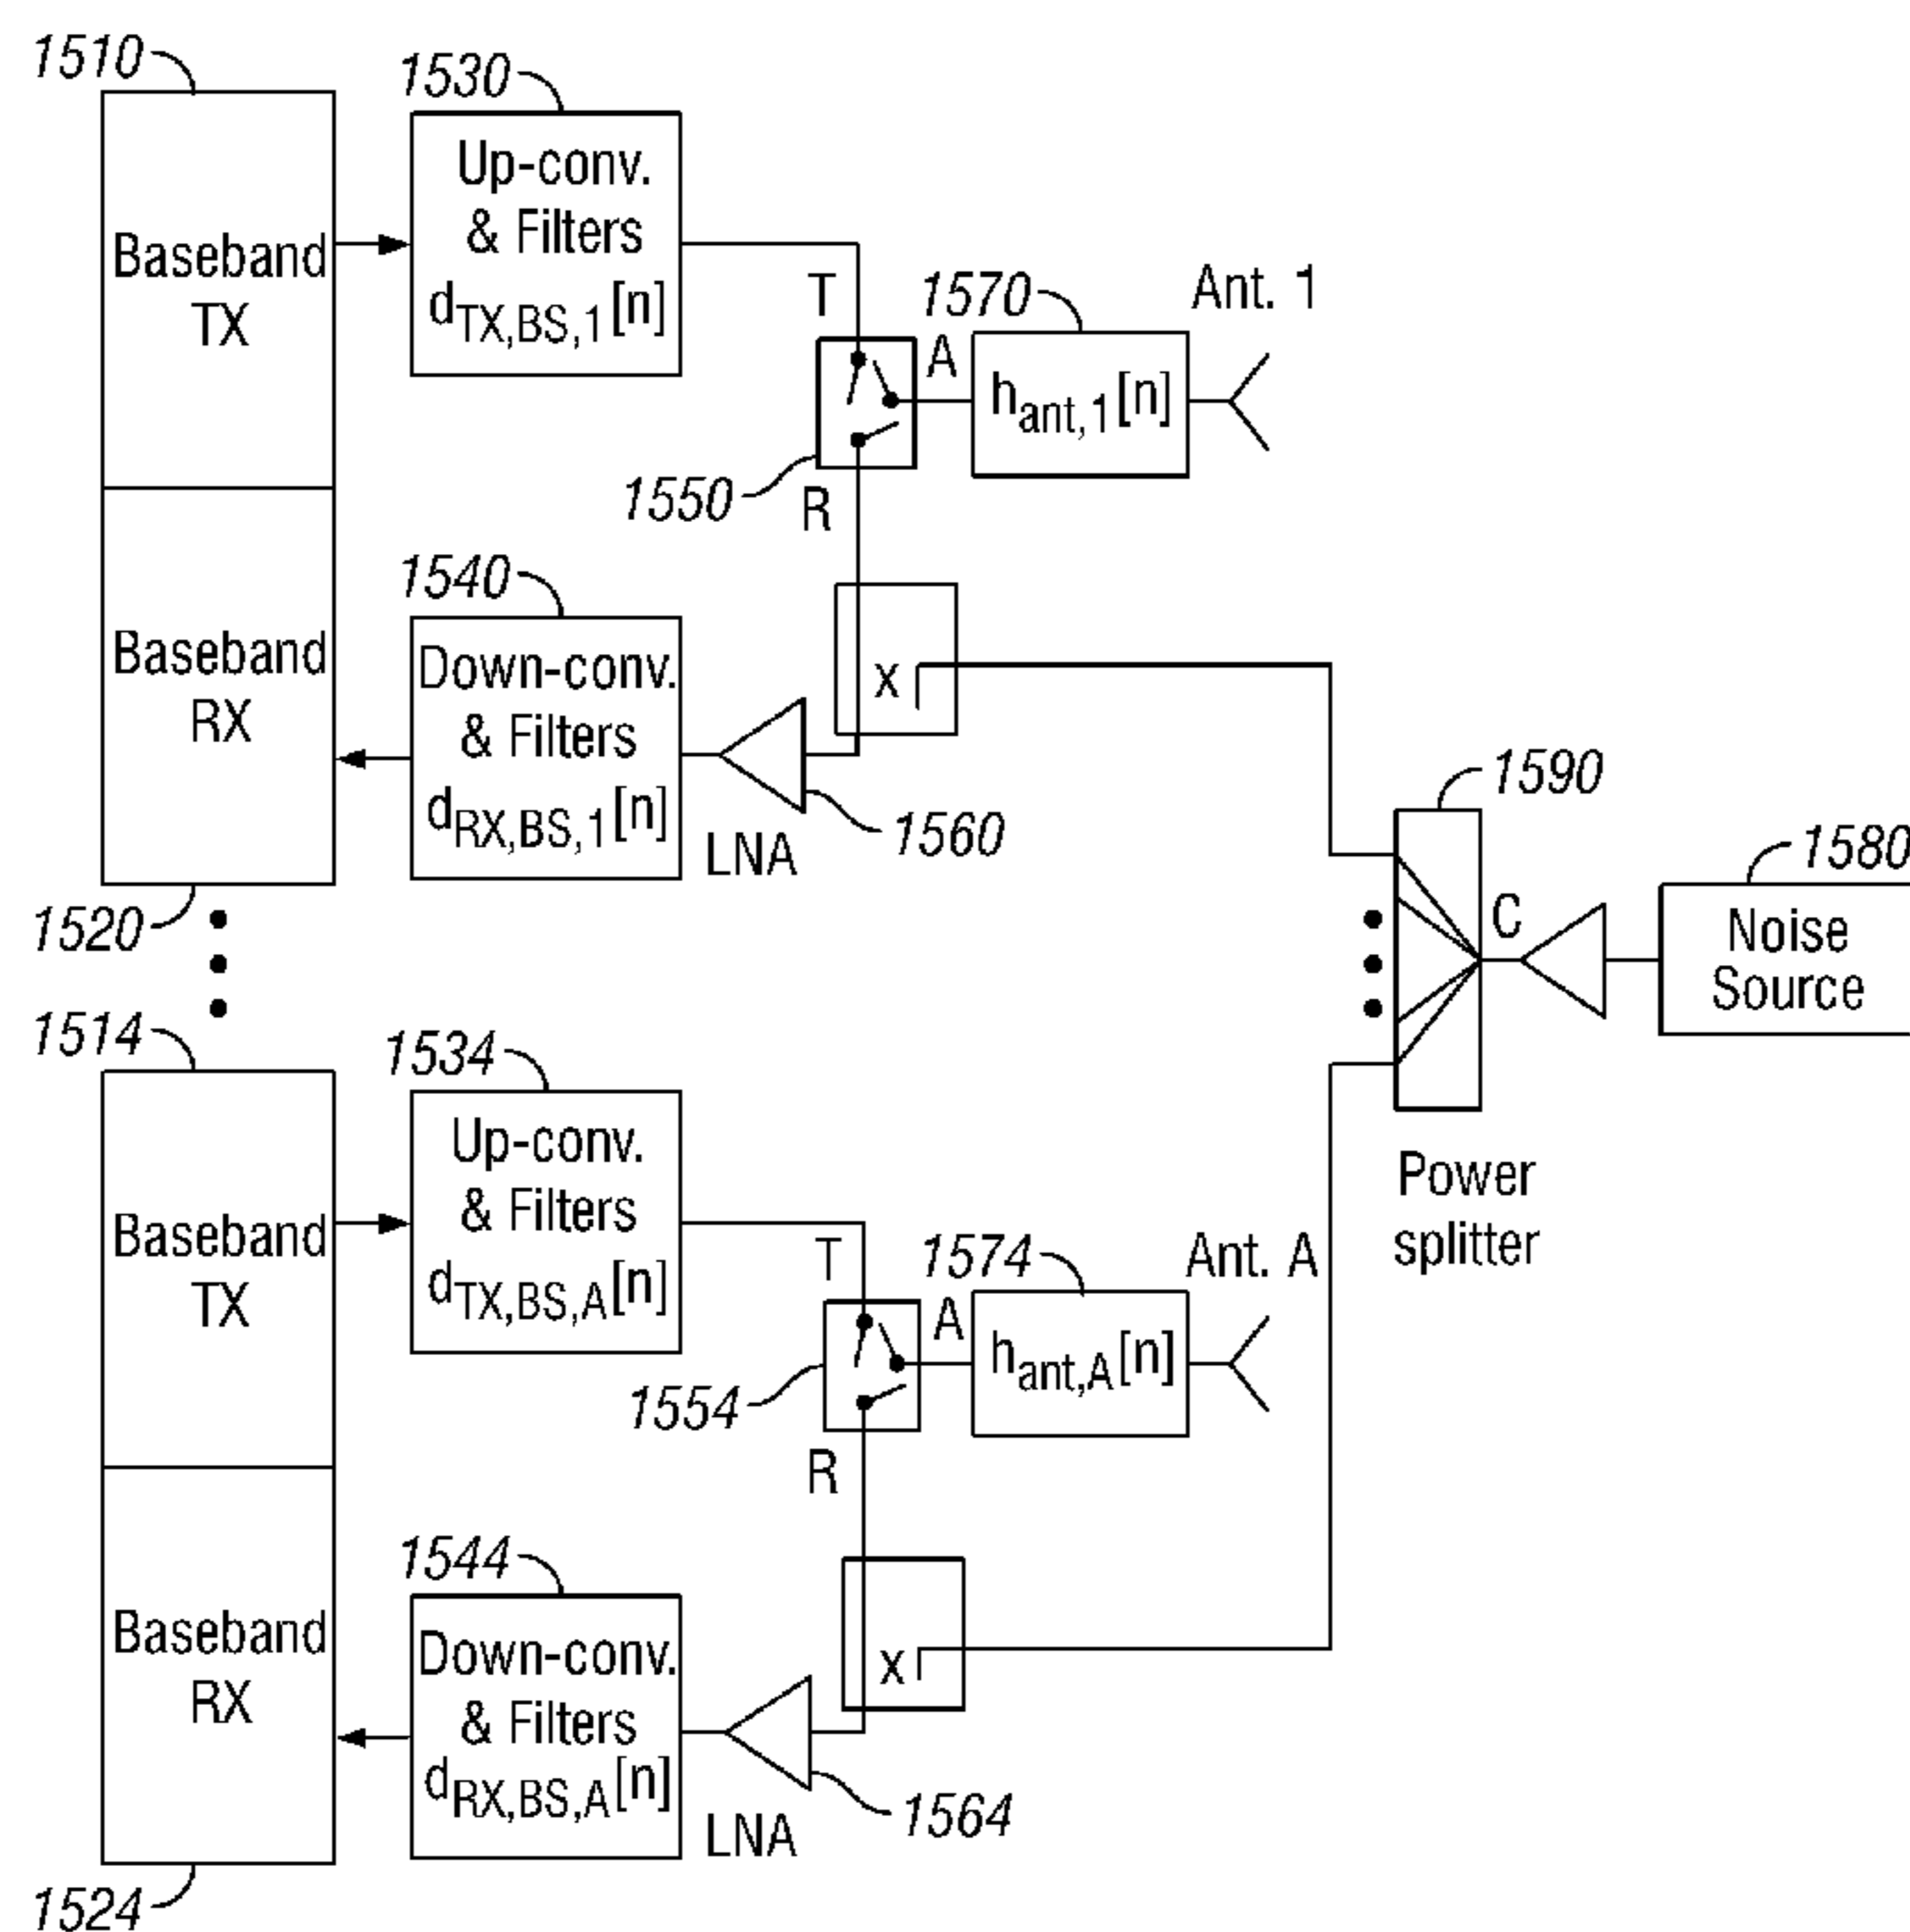 1510
1530
Up-conv.
& Filters
dTX,BS,1[n]
Baseband
TX
T
1570
Ant. 1
A
hant,1[n]
1550
R
1540
Baseband
RX
Down-conv.
& Filters
dRX,BS,1[n]
x
LNA
1560
1590
1580
C
Noise
Source
1520
1514
1534
Up-conv.
& Filters
dTX,BS,A[n]
Baseband
TX
Power
splitter
T
1574
Ant. A
A
hant,A[n]
1554
R
1544
Baseband
RX
Down-conv.
& Filters
dRX,BS,A[n]
x
LNA
1564
1524